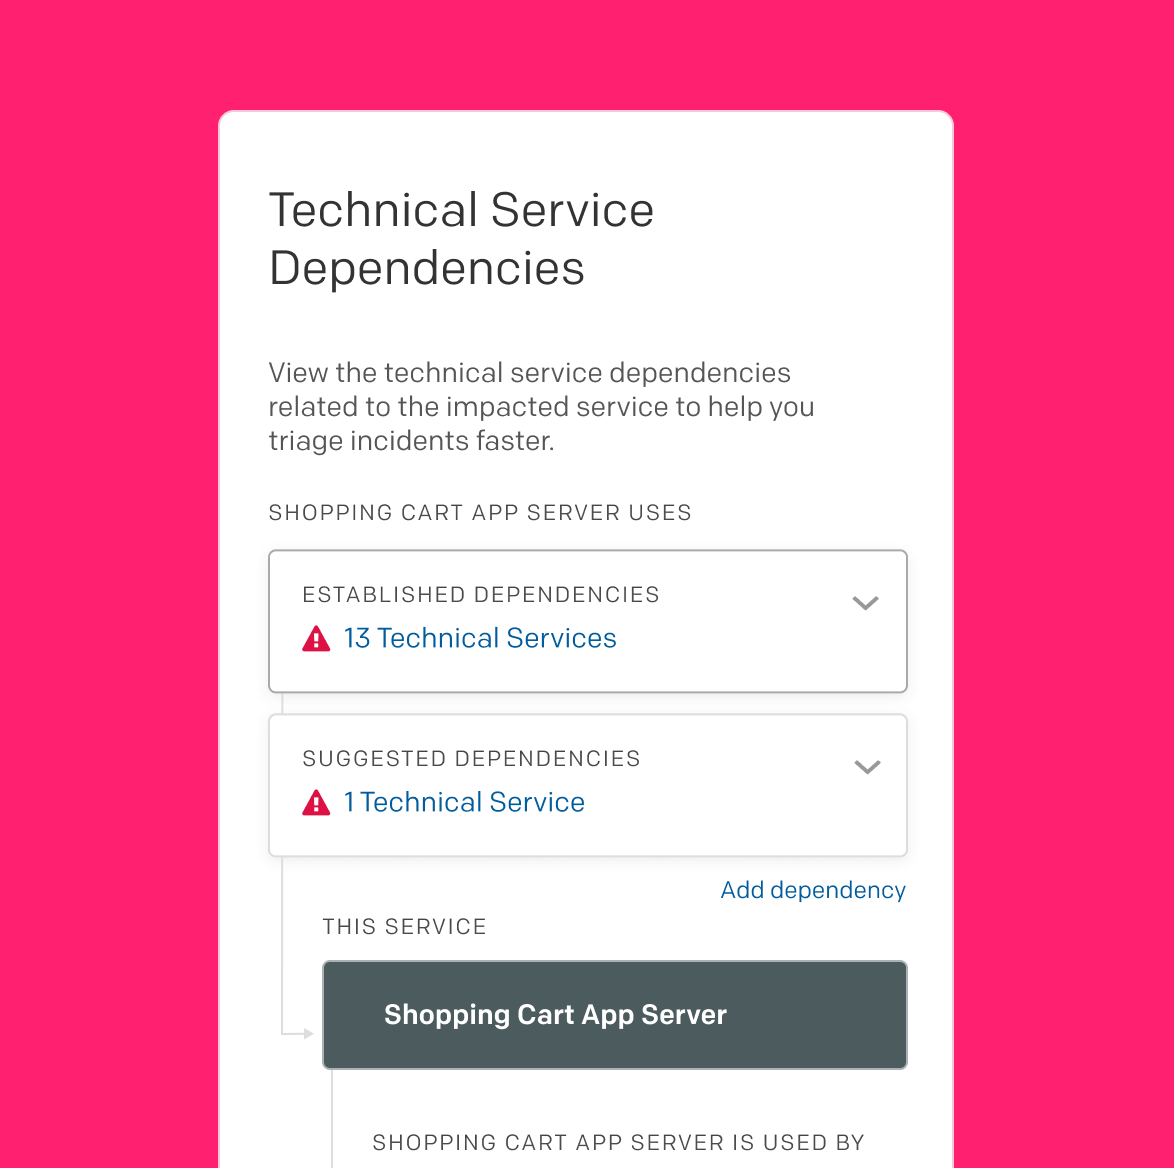 Technical Service
Dependencies
View the technical service dependencies
related to the impacted service to help you
triage incidents faster.
SHOPPING CART APP SERVER USES
ESTABLISHED DEPENDENCIES
13 Technical Services
SUGGESTED DEPENDENCIES
1 Technical Service
Add dependency
THIS SERVICE
Shopping Cart App Server
SHOPPING CART APP SERVER IS USED BY